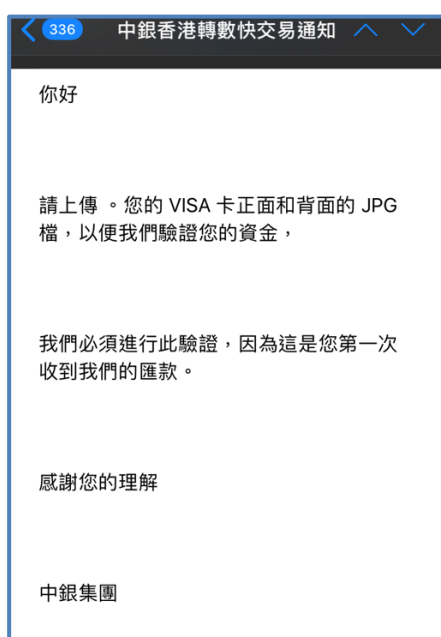 336 中銀香港轉數快交易通知
你好
請上傳 。您的 VISA 卡正面和背面的 JPG
檔，以便我們驗證您的資金，
我們必須進行此驗證，因為這是您第一次
收到我們的匯款。
感謝您的理解
中銀集團